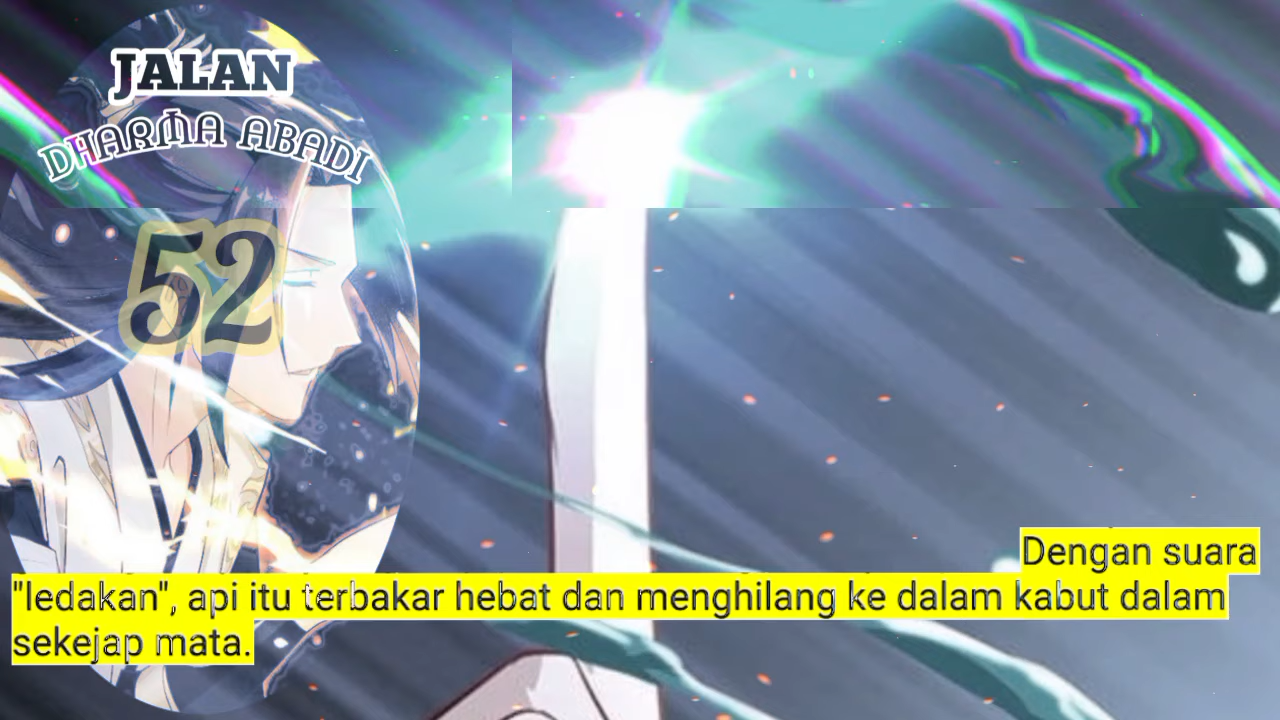 JALAN
DHARMA ABADI
52
Dengan suara
"ledakan", api itu terbakar hebat dan menghilang ke dalam kabut dalam
sekejap mata.